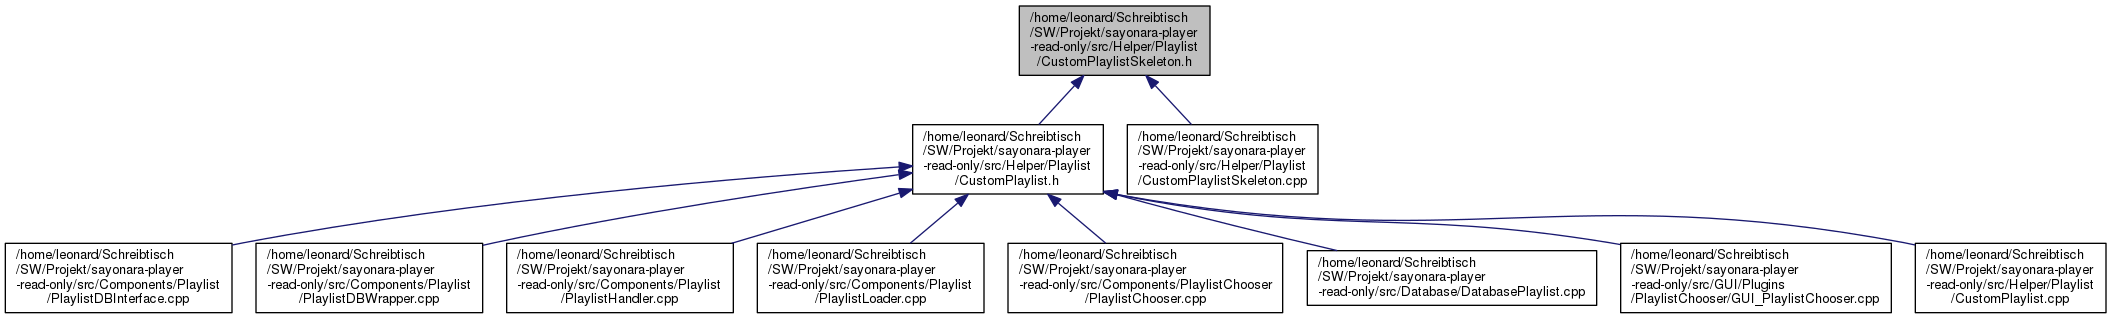 /home/leonard/Schreibtisch
/SW/Projekt/sayonara-player
-read-only/src/Helper/Playlist
/CustomPlaylistSkeleton.h
/home/leonard/Schreibtisch
/SW/Projekt/sayonara-player
-read-only/src/Helper/Playlist
/CustomPlaylist.h
/home/leonard/Schreibtisch
/SW/Projekt/sayonara-player
-read-only/src/Helper/Playlist
/CustomPlaylistSkeleton.cpp
/home/leonard/Schreibtisch
/SW/Projekt/sayonara-player
-read-only/src/Components/Playlist
/PlaylistDBInterface.cpp
/home/leonard/Schreibtisch
/SW/Projekt/sayonara-player
-read-only/src/Components/Playlist
/PlaylistDBWrapper.cpp
/home/leonard/Schreibtisch
/SW/Projekt/sayonara-player
-read-only/src/Components/Playlist
/PlaylistHandler.cpp
/home/leonard/Schreibtisch
/SW/Projekt/sayonara-player
-read-only/src/Components/Playlist
/PlaylistLoader.cpp
/home/leonard/Schreibtisch
/SW/Projekt/sayonara-player
-read-only/src/Components/PlaylistChooser
/PlaylistChooser.cpp
/home/leonard/Schreibtisch
/SW/Projekt/sayonara-player
-read-only/src/Database/DatabasePlaylist.cpp
/home/leonard/Schreibtisch
/SW/Projekt/sayonara-player
-read-only/src/GUI/Plugins
/PlaylistChooser/GUI_PlaylistChooser.cpp
/home/leonard/Schreibtisch
/SW/Projekt/sayonara-player
-read-only/src/Helper/Playlist
/CustomPlaylist.cpp